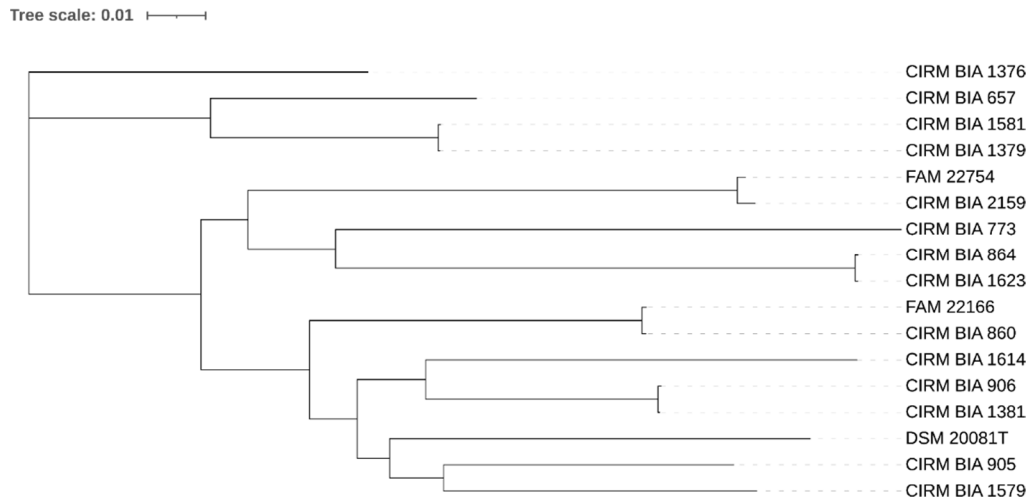 Tree scale: 0.01
CIRM BIA 1376
CIRM BIA 657
CIRM BIA 1581
CIRM BIA 1379
FAM 22754
CIRM BIA 2159
CIRM BIA 773
CIRM BIA 864
CIRM BIA 1623
FAM 22166
CIRM BIA 860
CIRM BIA 1614
CIRM BIA 906
CIRM BIA 1381
DSM 20081T
CIRM BIA 905
CIRM BIA 1579